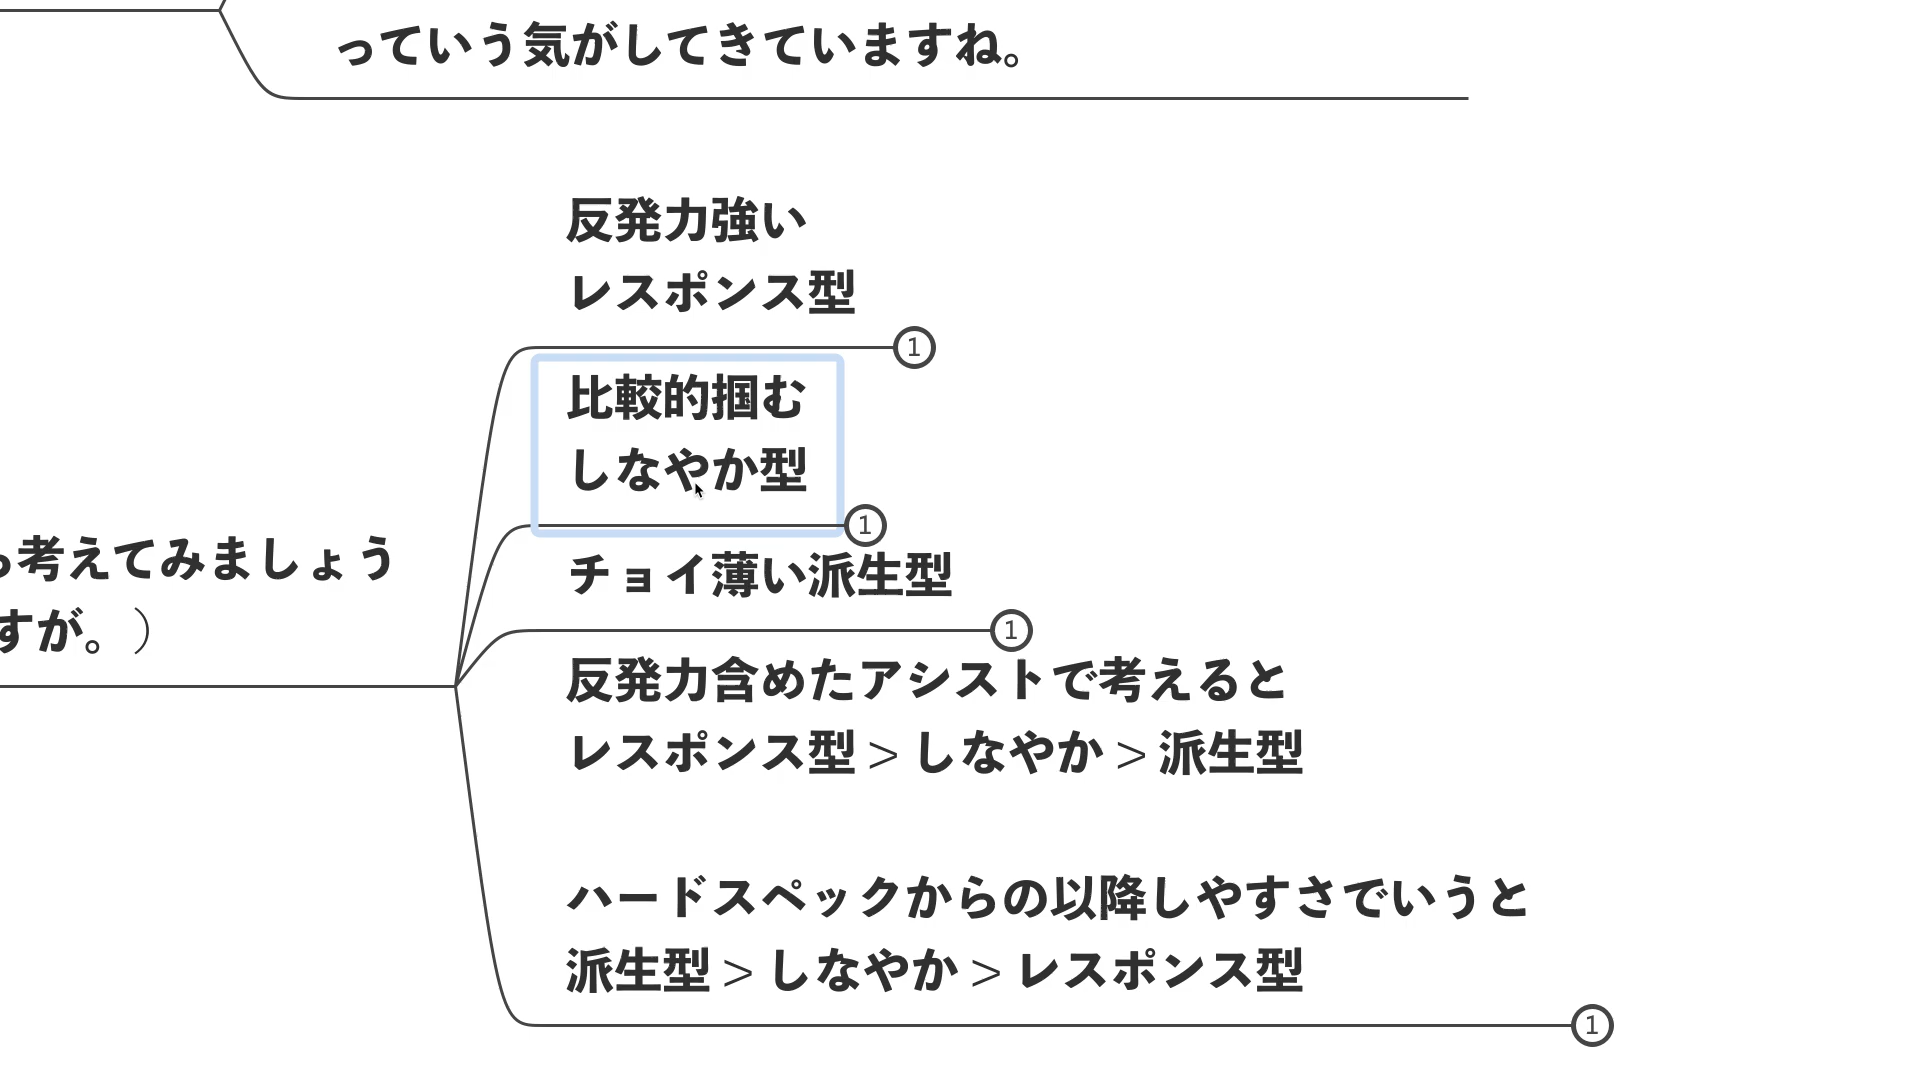 っていう気がしてきていますね。
反発力強い
レスポンス型
1
比較的掴む
しなやか型
1
チョイ薄い派生型
1
考えてみましょう
すが。）
反発力含めたアシストで考えると
レスポンス型 > しなやか > 派生型
ハードスペックからの以降しやすさでいうと
派生型 > しなやか > レスポンス型
1